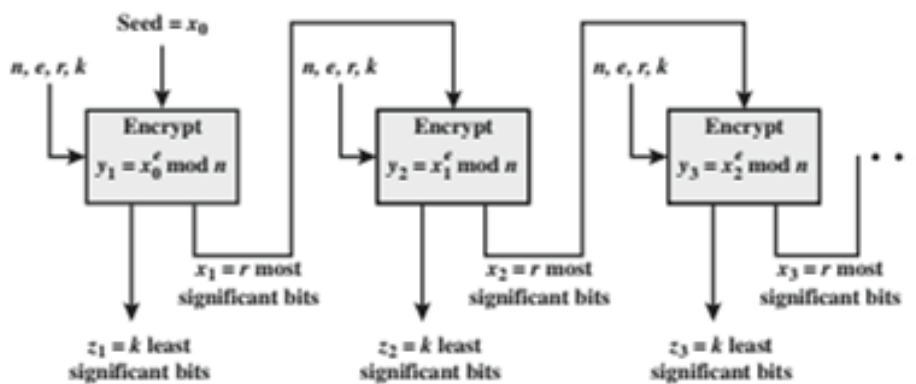 Seed = x₀
n, e, r, k
Encrypt
y₁ = x₀ᵉ mod n
x₁ = r most
significant bits
z₁ = k least
significant bits
n, e, r, k
Encrypt
y₂ = x₁ᵉ mod n
x₂ = r most
significant bits
z₂ = k least
significant bits
n, e, r, k
Encrypt
y₃ = x₂ᵉ mod n
x₃ = r most
significant bits
z₃ = k least
significant bits